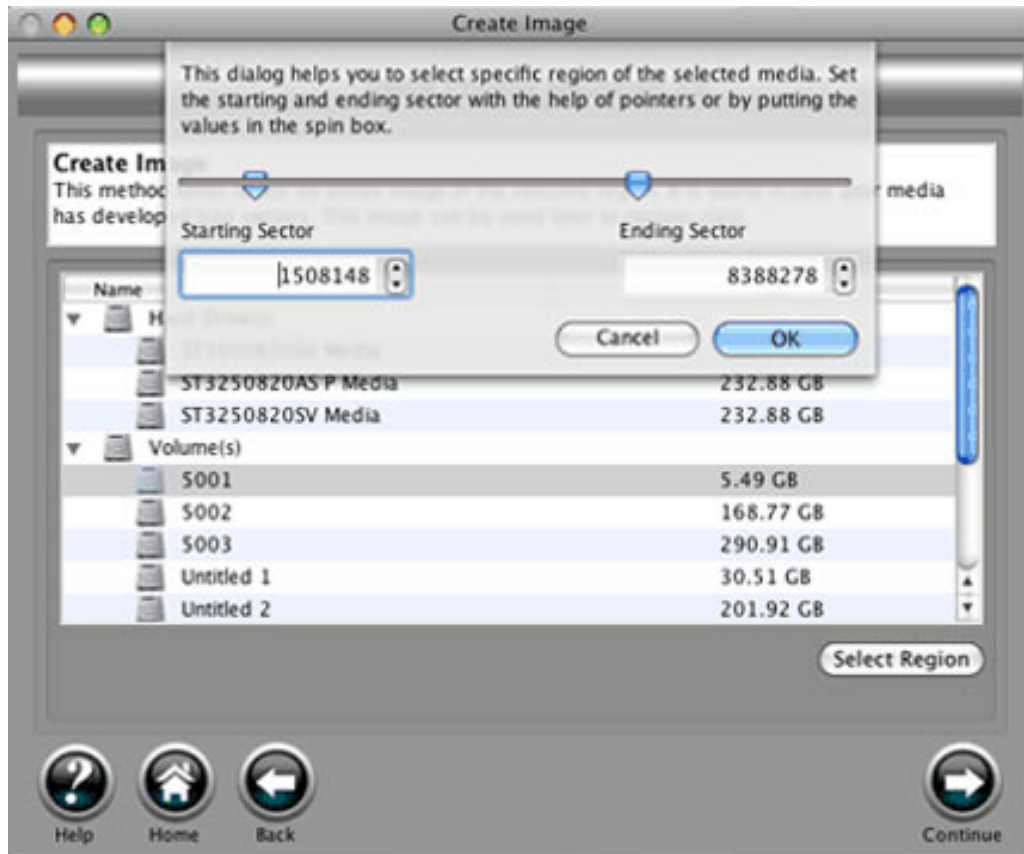 Create Image
This dialog helps you to select specific region of the selected media. Set
the starting and ending sector with the help of pointers or by putting the
values in the spin box.
Create Im
This method media
has develop
Starting Sector
Ending Sector
1508148
8388278
Cancel
OK
Name
ST3250820AS P Media 232.88 GB
ST3250820SV Media 232.88 GB
Volume(s)
5001 5.49 GB
5002 168.77 GB
5003 290.91 GB
Untitled 1 30.51 GB
Untitled 2 201.92 GB
Select Region
Help
Home
Back
Continue